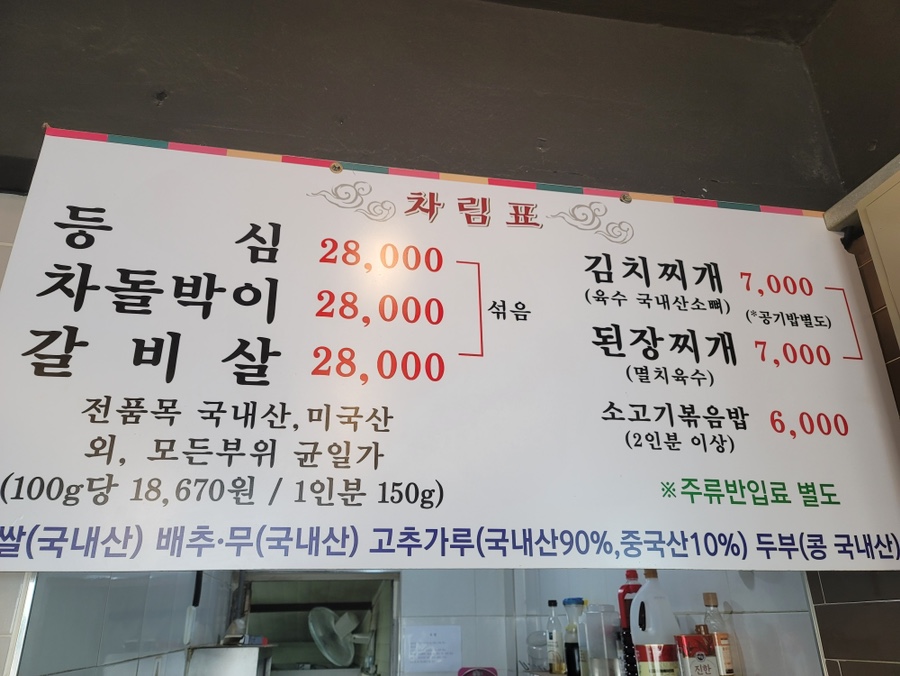 차림표
등심 28,000
차돌박이 28,000
갈비살 28,000
섞음
전품목 국내산,미국산
외, 모든부위 균일가
(100g당 18,670원 / 1인분 150g)
김치찌개 7,000
(육수 국내산소뼈) (*공기밥별도)
된장찌개 7,000
(멸치육수)
소고기볶음밥 6,000
(2인분 이상)
※주류반입료 별도
쌀(국내산) 배추·무(국내산) 고추가루(국내산90%,중국산10%) 두부(콩 국내산)
진한